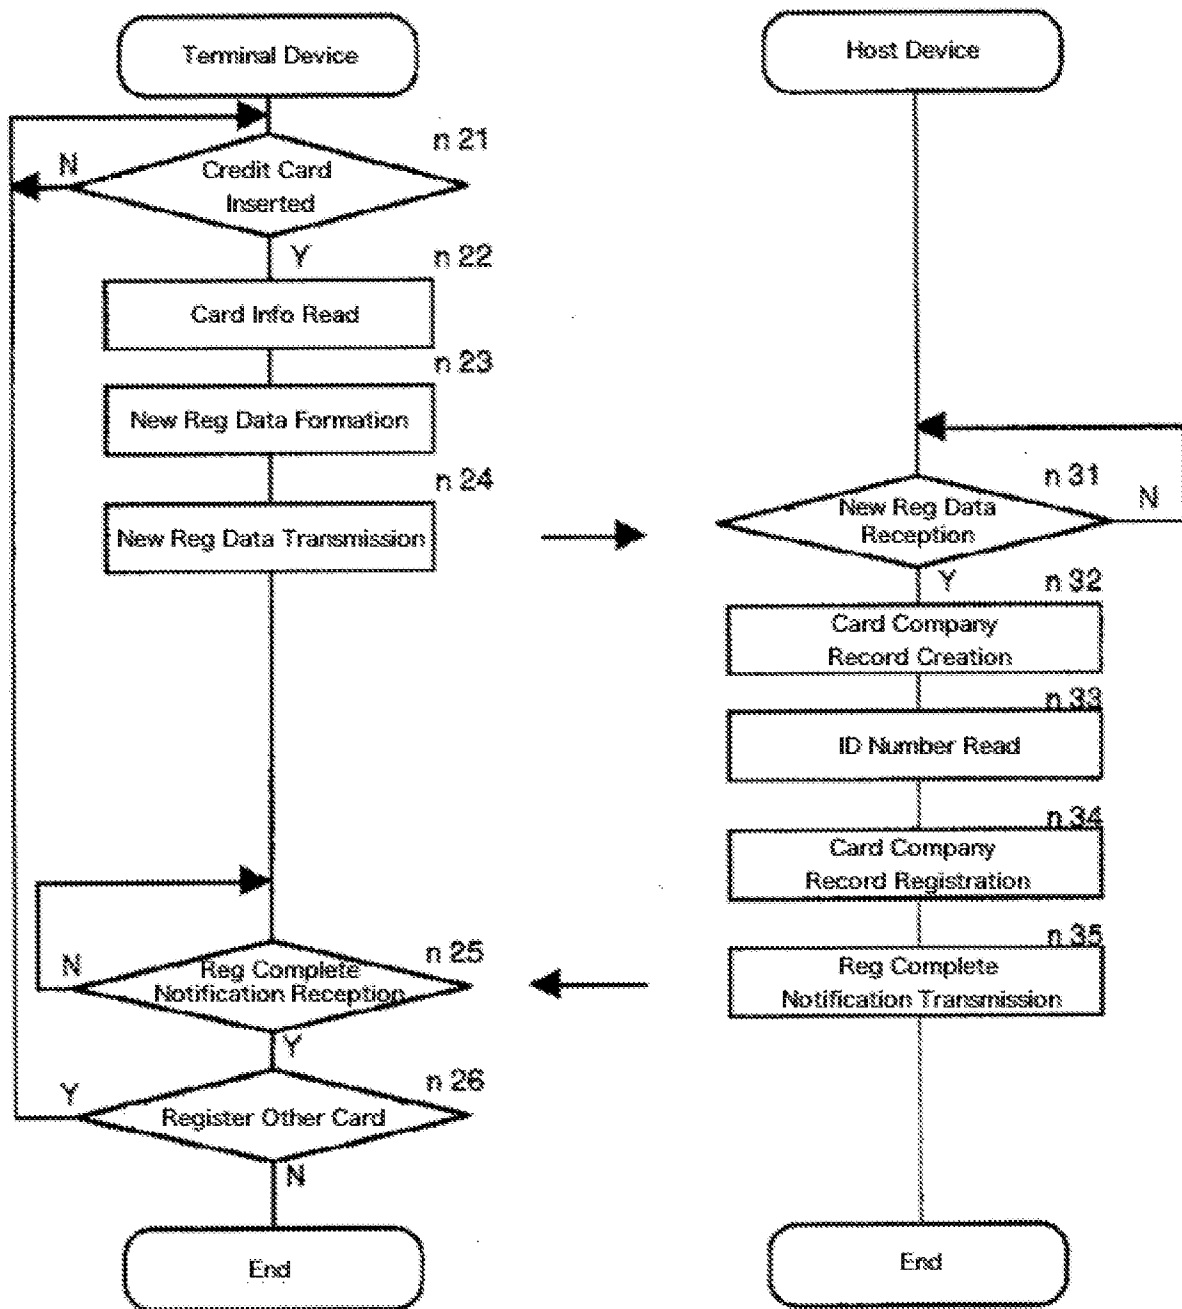 Terminal Device
n 21
N
Credit Card
Inserted
Y
n 22
Card Info Read
n 23
New Reg Data Formation
n 24
New Reg Data Transmission
N
n 25
Reg Complete
Notification Reception
Y
Y
n 26
Register Other Card
N
End
Host Device
n 31
New Reg Data
Reception
N
Y
n 32
Card Company
Record Creation
n 33
ID Number Read
n 34
Card Company
Record Registration
n 35
Reg Complete
Notification Transmission
End